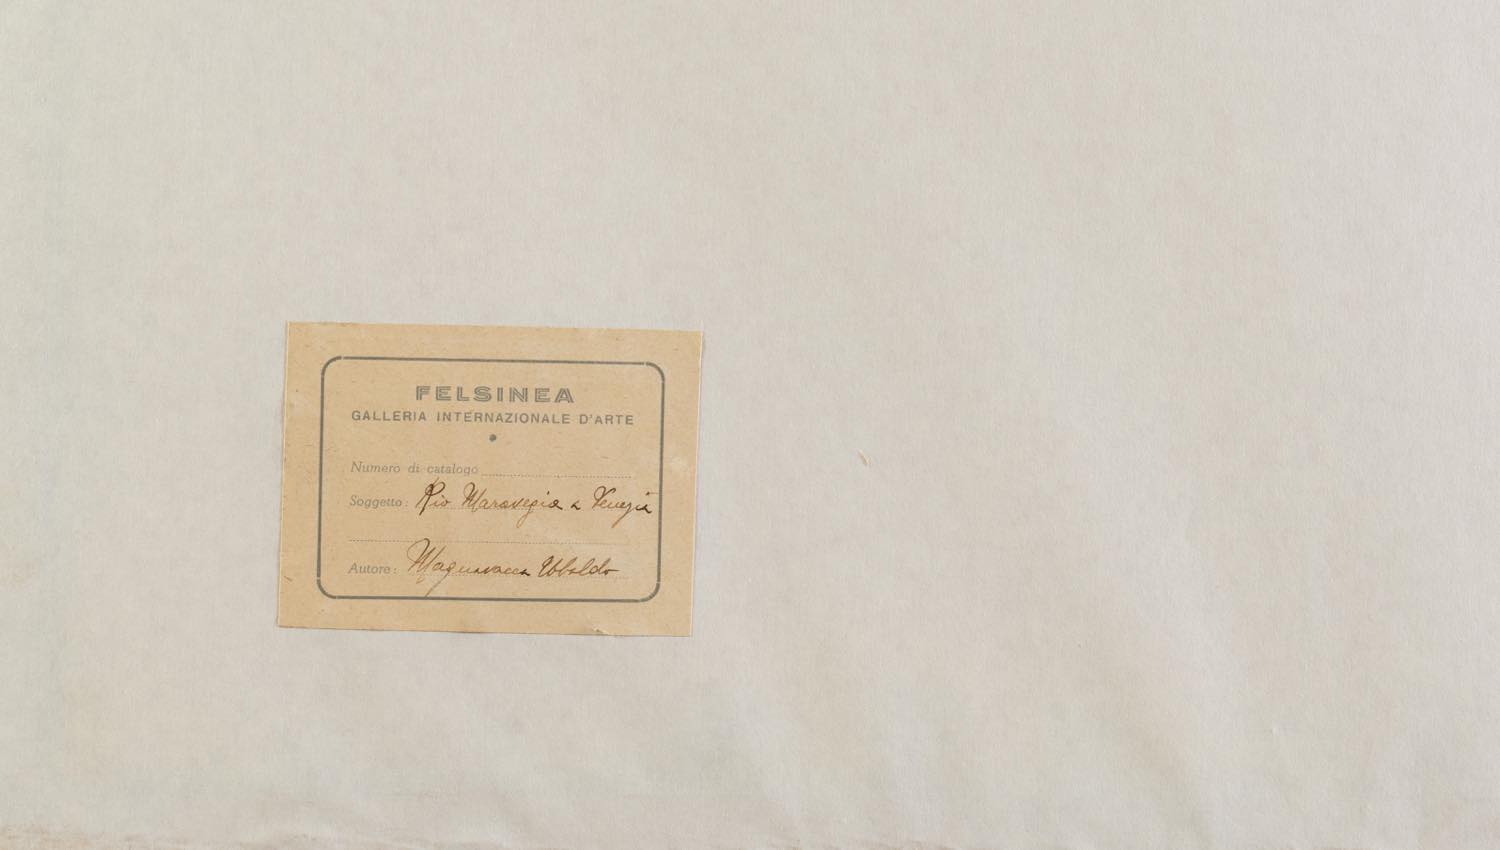 FELSINEA
GALLERIA INTERNAZIONALE D'ARTE
Numero di catalogo
Soggetto: Rio Maravegia a Venezia
Autore: Magnavacca Ubaldo